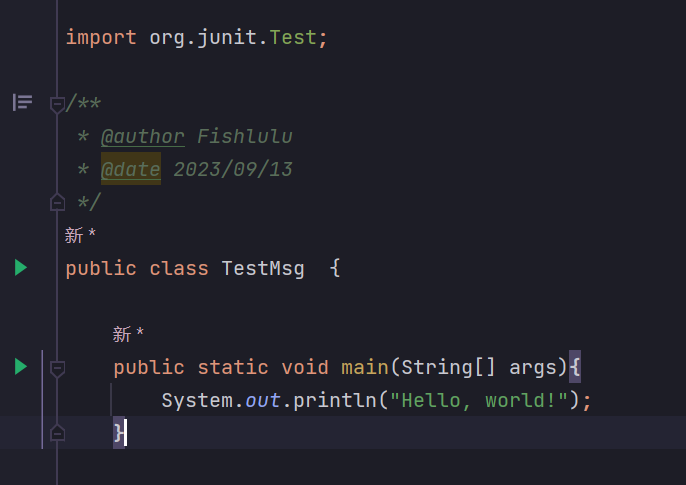 import org.junit.Test;
/**
 * @author Fishlulu
 * @date 2023/09/13
 */
新 *
public class TestMsg  {
新 *
public static void main(String[] args){
System.out.println("Hello, world!");
}